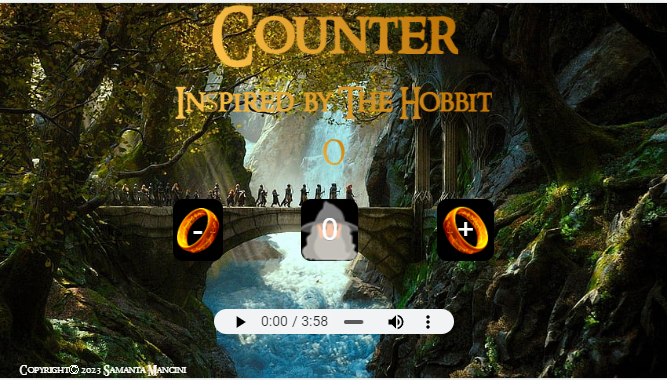 Counter
Inspired by The Hobbit
0
- 0 +
0:00 / 3:58
Copyright© 2023 Samanta Mancini